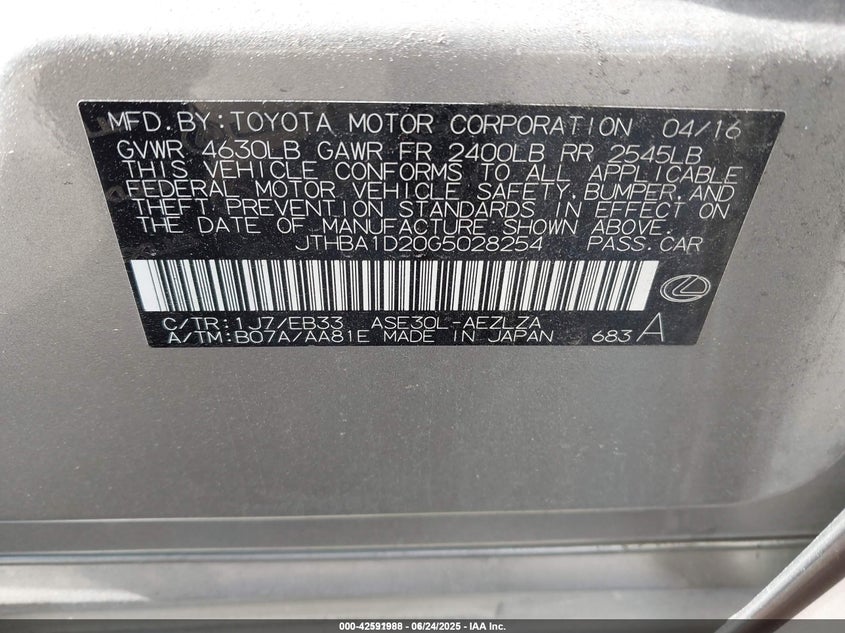 MFD.BY:TOYOTA MOTOR CORPORATION 04/16
GVWR 4630LB GAWR FR 2400LB RR 2545LB
THIS VEHICLE CONFORMS TO ALL APPLICABLE
FEDERAL MOTOR VEHICLE SAFETY,BUMPER,AND
THEFT PREVENTION STANDARDS IN EFFECT ON
THE DATE OF MANUFACTURE SHOWN ABOVE.
JTHBA1D20G5028254 PASS.CAR
C/TR:1J7/EB33 ASE30L-AEZLZA
A/TM:B07A/AA81E MADE IN JAPAN 683 A
000-42591988 - 06/24/2025 - IAA Inc.